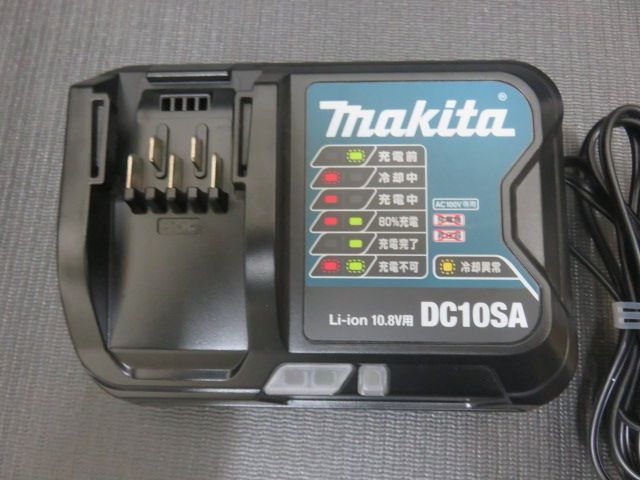 makita
充電前
冷却中
充電中
80%充電
充電完了
充電不可
AC100V専用
冷却異常
Li-ion 10.8V用 DC10SA